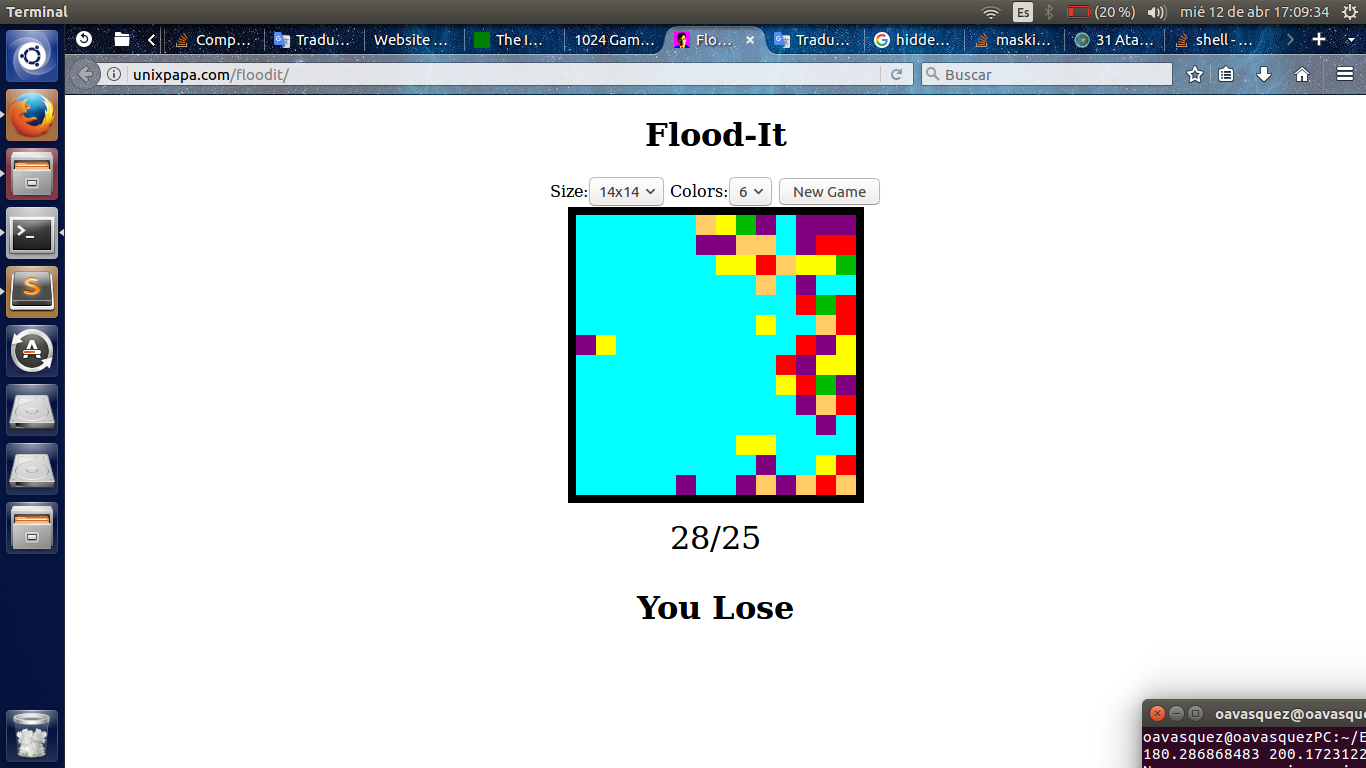 Terminal
Es (20 %) mié 12 de abr 17:09:34
Comp... Tradu... Website ... The I... 1024 Gam... Flo... Tradu... hidde... maski... 31 Ata... shell - ...
unixpapa.com/floodit/ Buscar
Flood-It
Size: 14x14 Colors: 6 New Game
28/25
You Lose
oavasquez@oavasque
oavasquez@oavasquezPC:~/E
180.286868483 200.1723122